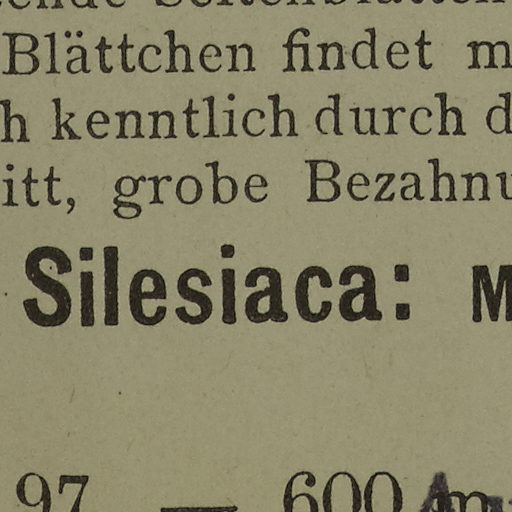 Blättchen findet m
h kenntlich durch d
itt, grobe Bezahnu
Silesiaca: M
97 — 600 m